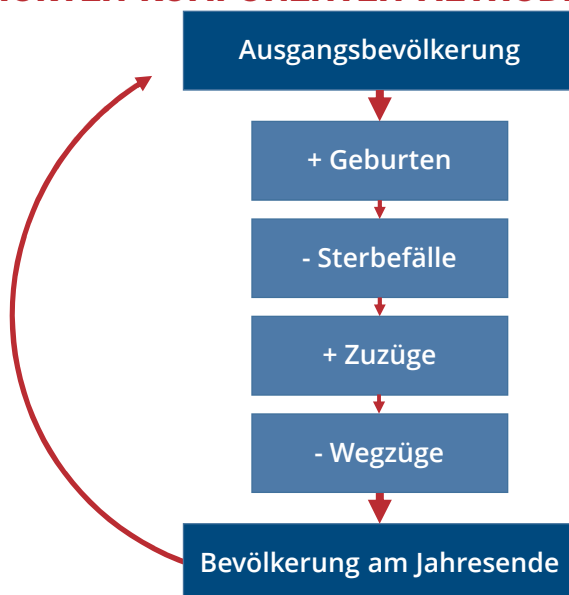 Ausgangsbevölkerung
+ Geburten
- Sterbefälle
+ Zuzüge
- Wegzüge
Bevölkerung am Jahresende